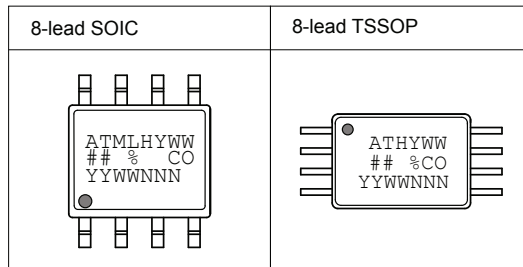 8-lead SOIC
8-lead TSSOP
ATMLHYWW
## % CO
YYWWNNN
ATHYWW
## %CO
YYWWNNN